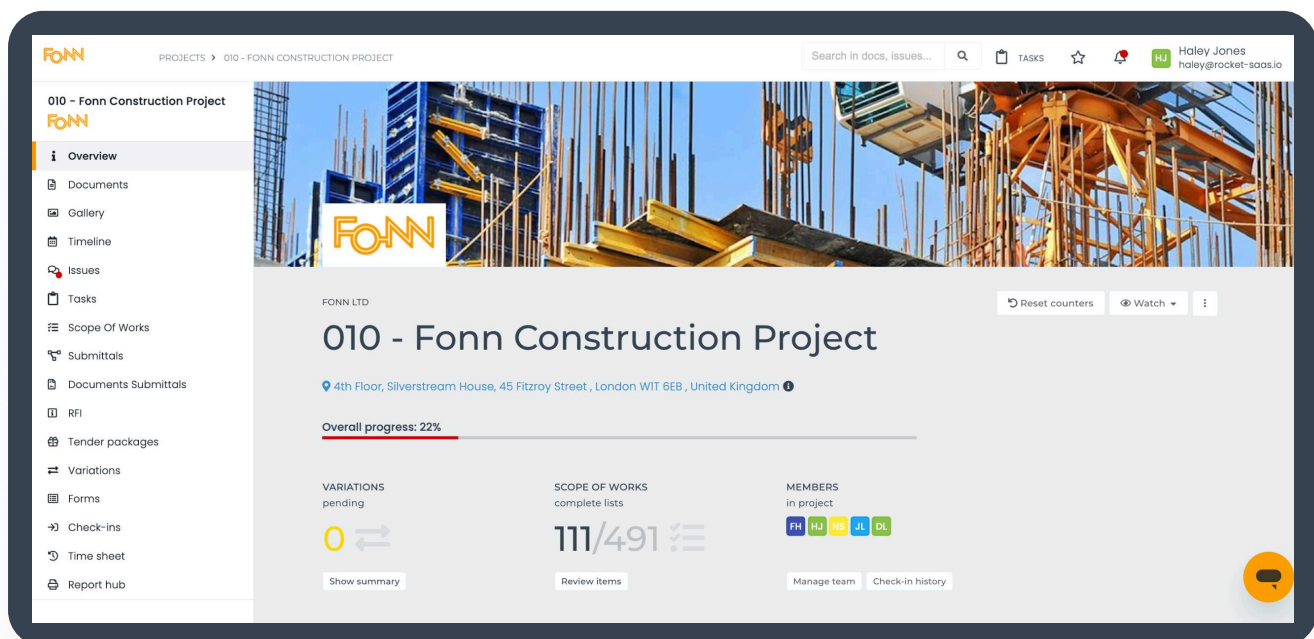 FONN
PROJECTS > 010 - FONN CONSTRUCTION PROJECT
Search in docs, issues...
TASKS
HJ
Haley Jones
haley@rocket-saas.io
010 - Fonn Construction Project
FONN
Overview
Documents
Gallery
Timeline
Issues
Tasks
Scope Of Works
Submittals
Documents Submittals
RFI
Tender packages
Variations
Forms
Check-ins
Time sheet
Report hub
FONN
FONN LTD
Reset counters
Watch
010 - Fonn Construction Project
4th Floor, Silverstream House, 45 Fitzroy Street , London W1T 6EB , United Kingdom
Overall progress: 22%
VARIATIONS
pending
0
Show summary
SCOPE OF WORKS
complete lists
111/491
Review items
MEMBERS
in project
FH HJ NS JL DL
Manage team
Check-in history